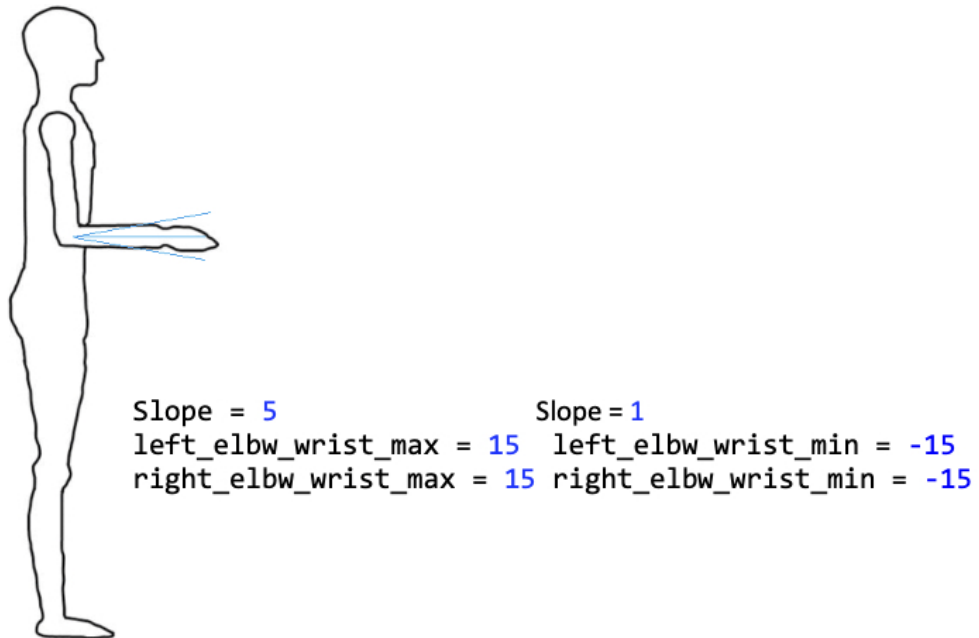 Slope = 5
left_elbw_wrist_max = 15
right_elbw_wrist_max = 15
Slope = 1
left_elbw_wrist_min = -15
right_elbw_wrist_min = -15